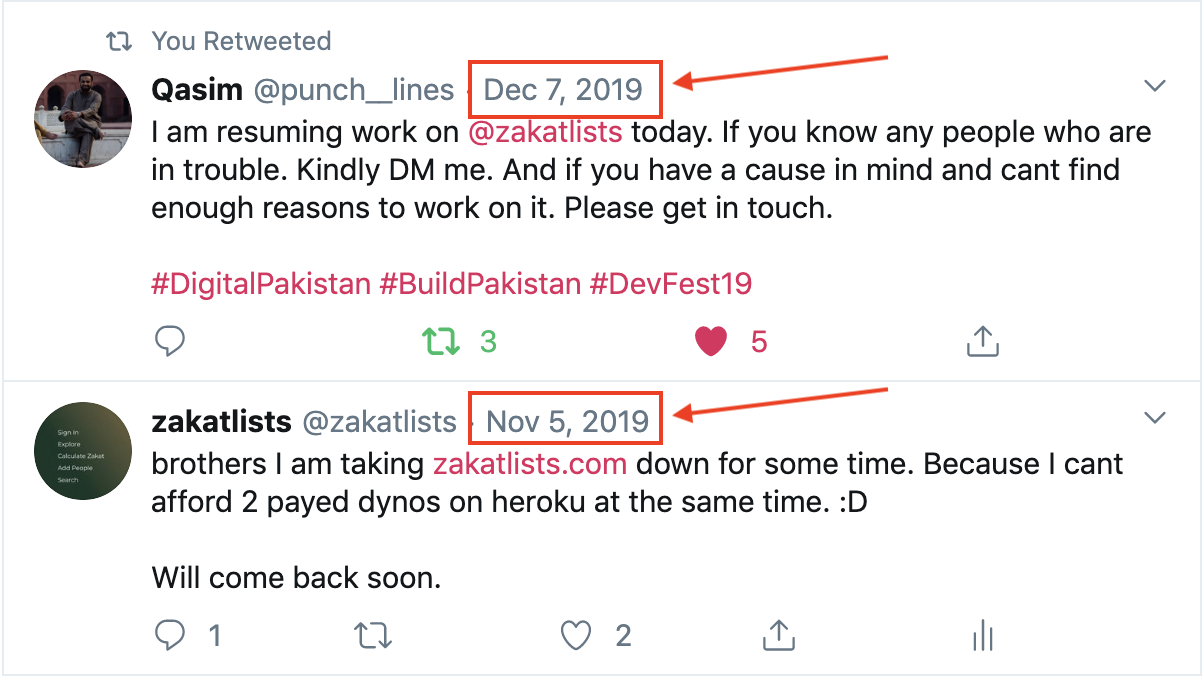 You Retweeted
Qasim @punch__lines · Dec 7, 2019
I am resuming work on @zakatlists today. If you know any people who are
in trouble. Kindly DM me. And if you have a cause in mind and cant find
enough reasons to work on it. Please get in touch.
#DigitalPakistan #BuildPakistan #DevFest19
3 5
zakatlists @zakatlists · Nov 5, 2019
Sign In
Explore
Calculate Zakat
Add People
Search
brothers I am taking zakatlists.com down for some time. Because I cant
afford 2 payed dynos on heroku at the same time. :D
Will come back soon.
1 2